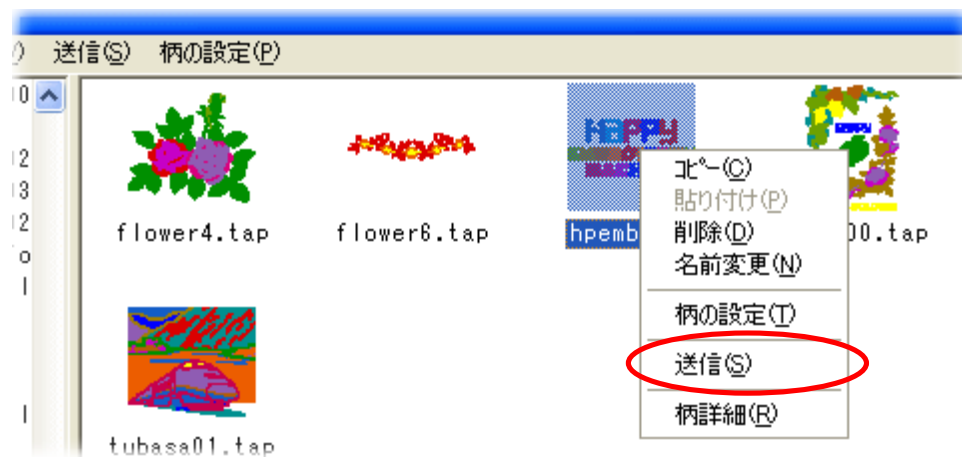 送信(S) 柄の設定(P)
flower4.tap
flower6.tap
HAPPY
コピー(C)
貼り付け(P)
削除(D)
名前変更(N)
柄の設定(T)
送信(S)
柄詳細(R)
hpemb
00.tap
tubasa01.tap